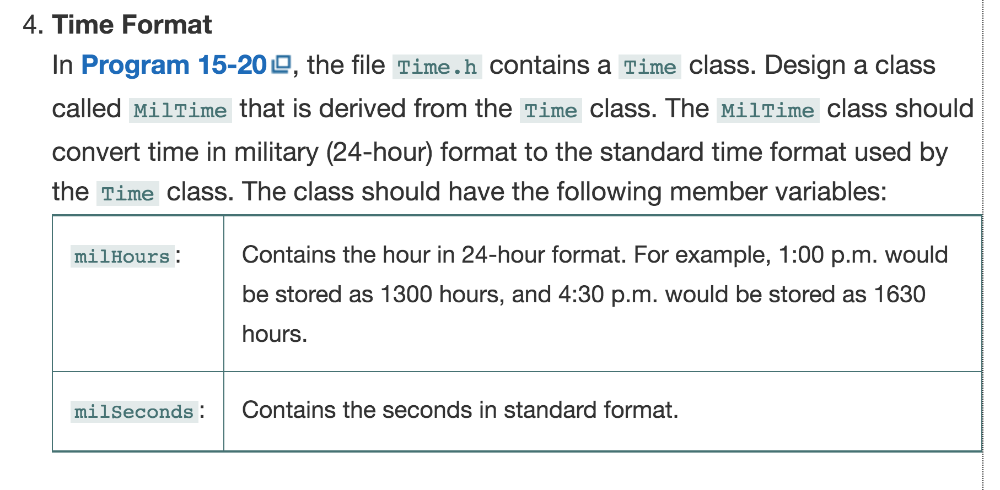 4. Time Format
In Program 15-20, the file Time.h contains a Time class. Design a class
called MilTime that is derived from the Time class. The MilTime class should
convert time in military (24-hour) format to the standard time format used by
the Time class. The class should have the following member variables:
milHours:
Contains the hour in 24-hour format. For example, 1:00 p.m. would
be stored as 1300 hours, and 4:30 p.m. would be stored as 1630
hours.
milSeconds:
Contains the seconds in standard format.